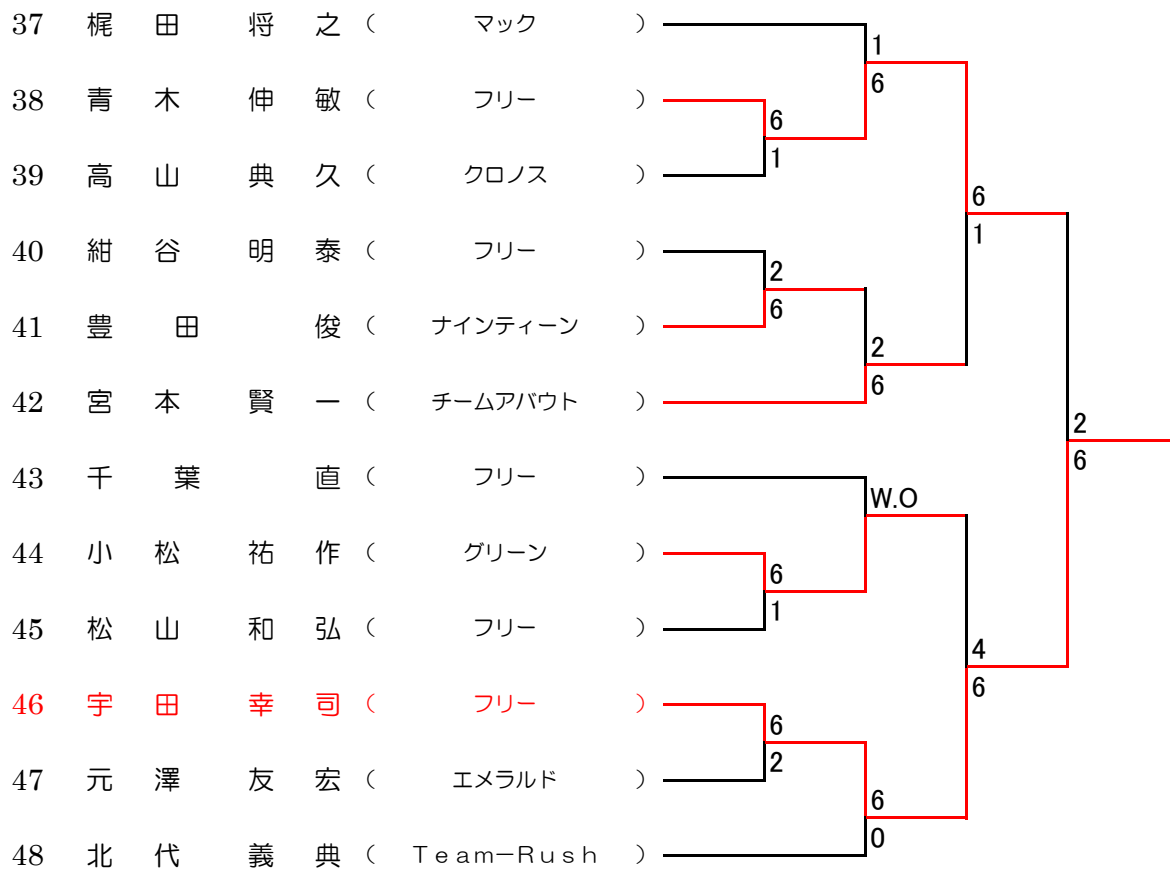 37 梶田 将之 ( マック )
1
6
38 青木 伸敏 ( フリー )
6
1
39 高山 典久 ( クロノス )
6
1
40 紺谷 明泰 ( フリー )
2
6
41 豊田 俊 ( ナインティーン )
2
6
42 宮本 賢一 ( チームアバウト )
2
6
43 千葉 直 ( フリー )
W.O
44 小松 祐作 ( グリーン )
6
1
45 松山 和弘 ( フリー )
4
6
46 宇田 幸司 ( フリー )
6
2
47 元澤 友宏 ( エメラルド )
6
0
48 北代 義典 ( Team－Rush )